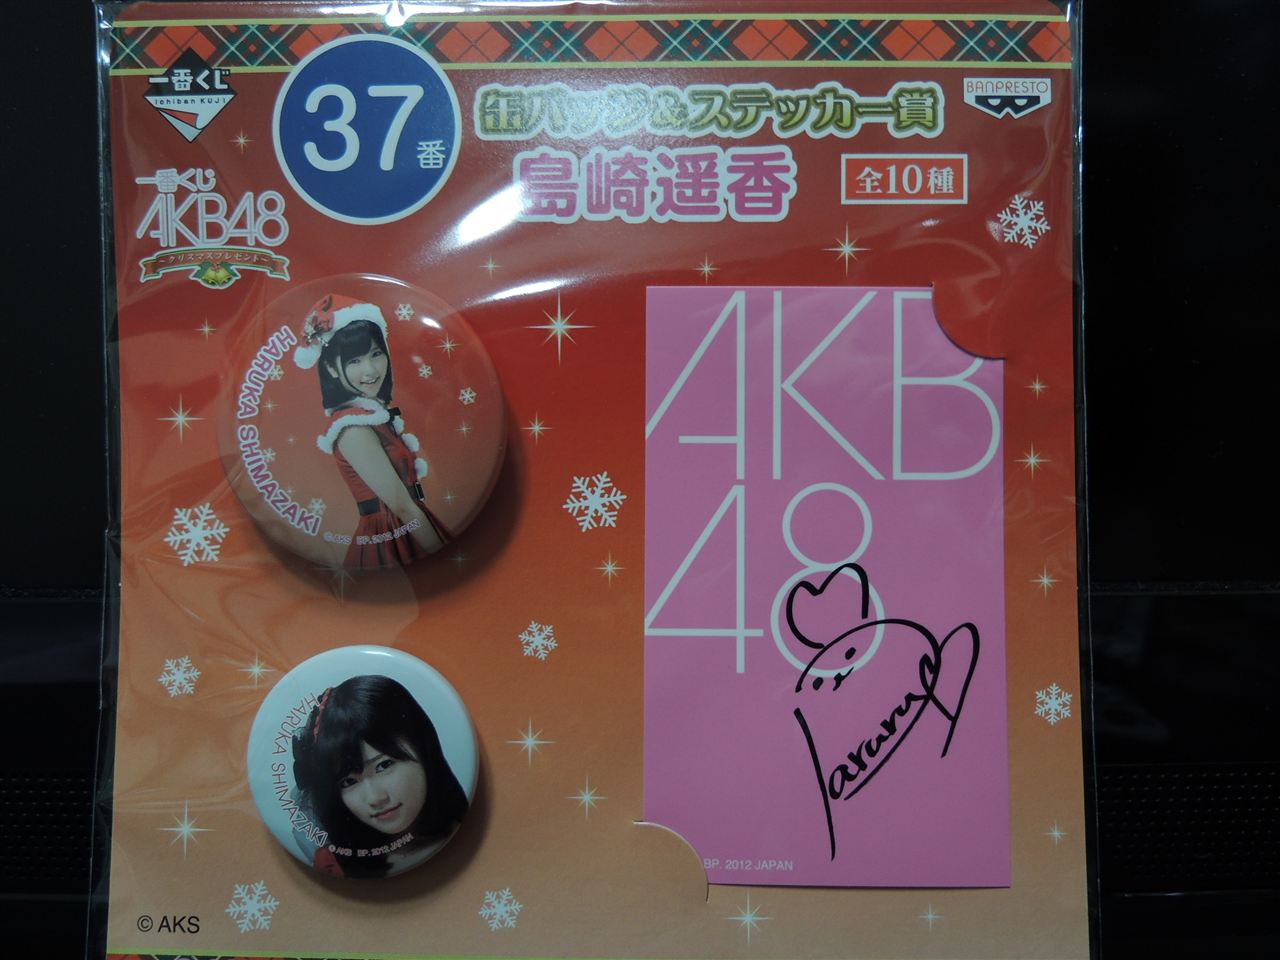 一番くじ
Ichiban KUJI
37番
缶バッジ&ステッカー賞
BANPRESTO
島崎遥香
全10種
一番くじ
AKB48
~クリスマスプレゼント~
HARUKA SHIMAZAKI
© AKS BP. 2012 JAPAN
AKB
48
Paruru
HARUKA SHIMAZAKI
© AKS BP. 2012 JAPAN
BP. 2012 JAPAN
© AKS